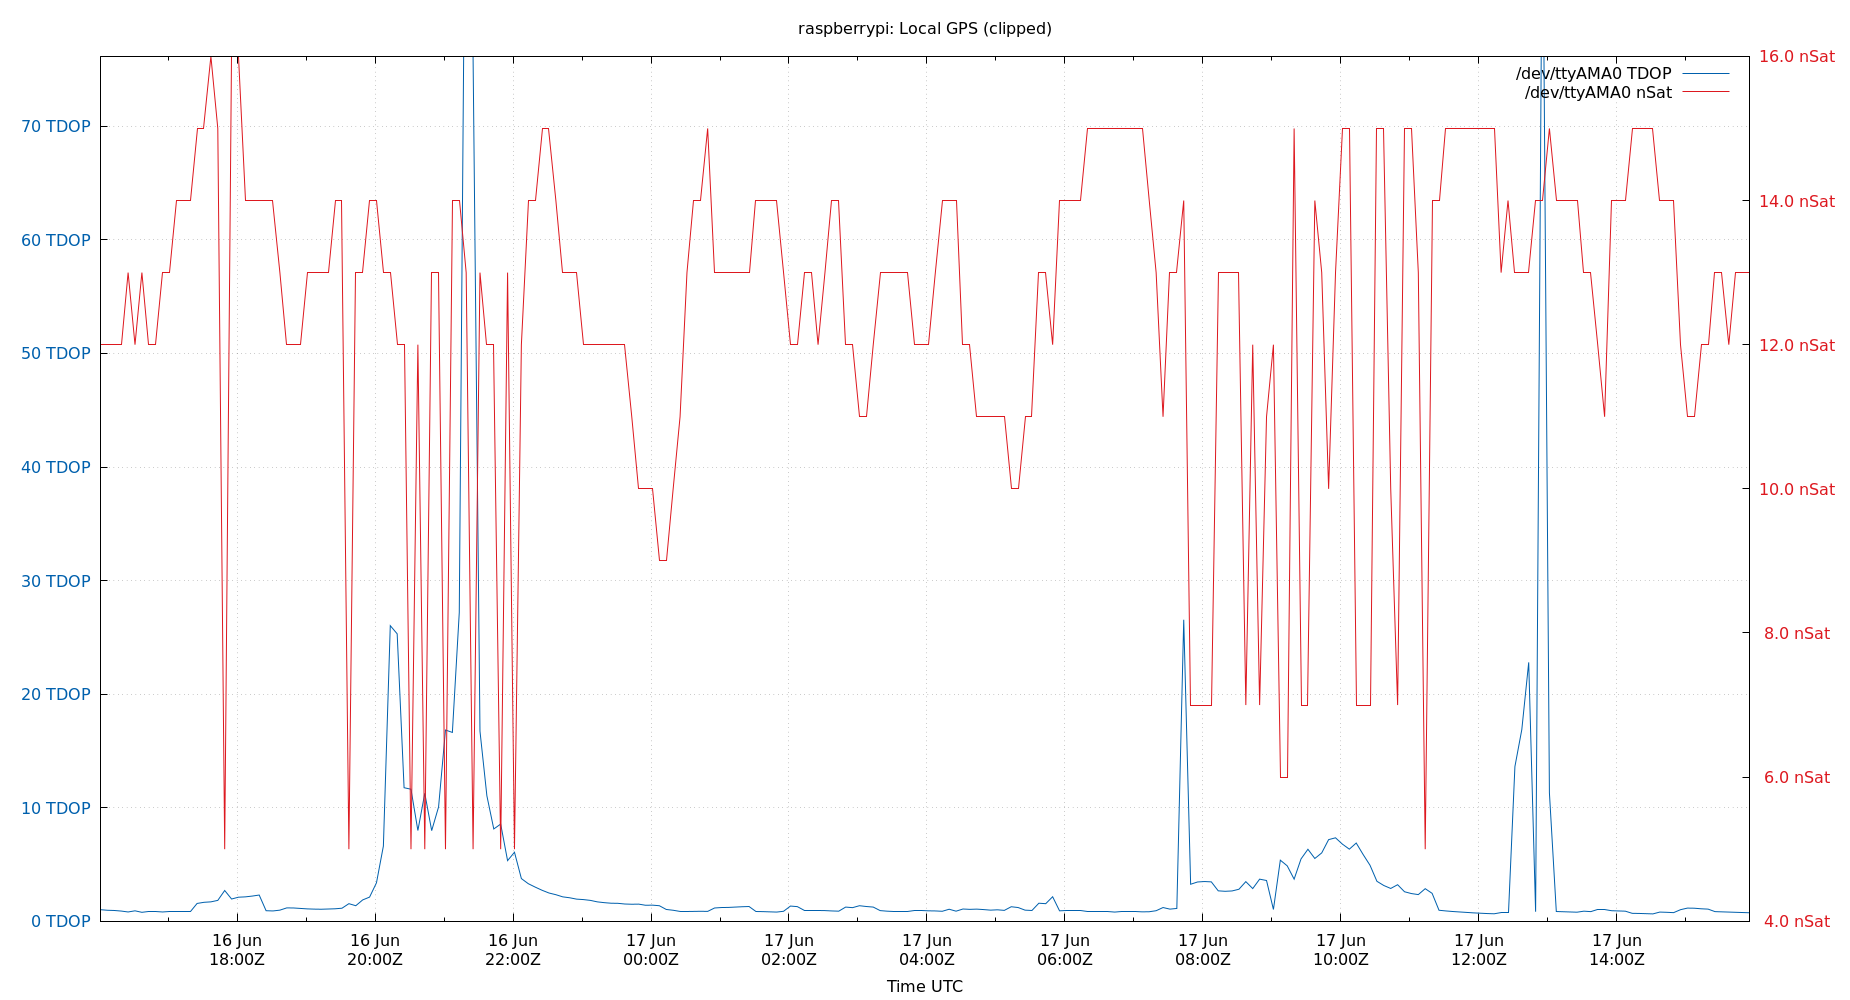 raspberrypi: Local GPS (clipped)
16.0 nSat
/dev/ttyAMA0 TDOP
/dev/ttyAMA0 nSat
70 TDOP
14.0 nSat
60 TDOP
12.0 nSat
50 TDOP
40 TDOP
10.0 nSat
30 TDOP
8.0 nSat
20 TDOP
6.0 nSat
10 TDOP
0 TDOP
4.0 nSat
16 Jun 16 Jun 16 Jun 17 Jun 17 Jun 17 Jun 17 Jun 17 Jun 17 Jun 17 Jun 17 Jun
18:00Z 20:00Z 22:00Z 00:00Z 02:00Z 04:00Z 06:00Z 08:00Z 10:00Z 12:00Z 14:00Z
Time UTC